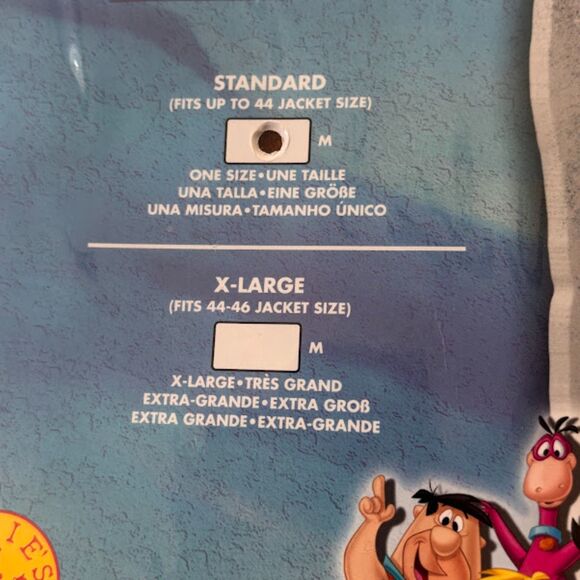 STANDARD
(FITS UP TO 44 JACKET SIZE)
M
ONE SIZE•UNE TAILLE
UNA TALLA•EINE GRÖßE
UNA MISURA•TAMANHO ÚNICO
X-LARGE
(FITS 44-46 JACKET SIZE)
M
X-LARGE•TRÈS GRAND
EXTRA-GRANDE•EXTRA GROß
EXTRA GRANDE•EXTRA-GRANDE